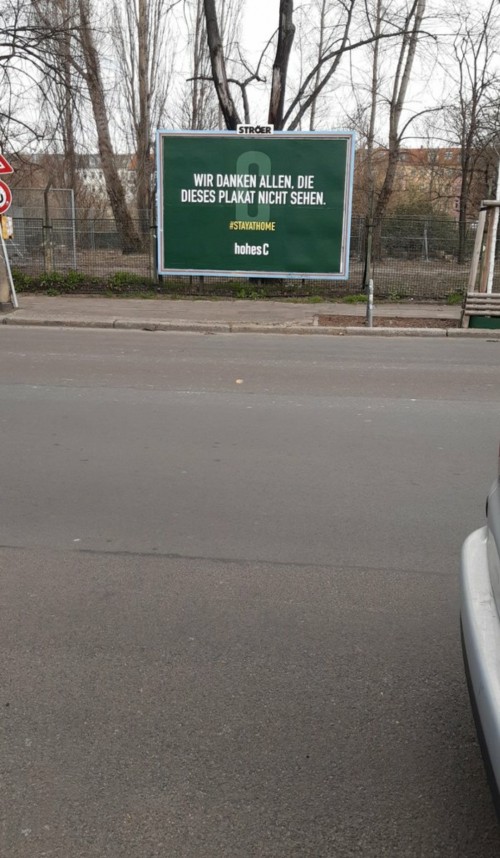 STRÖER
WIR DANKEN ALLEN, DIE
DIESES PLAKAT NICHT SEHEN.
#STAYATHOME
hohes C